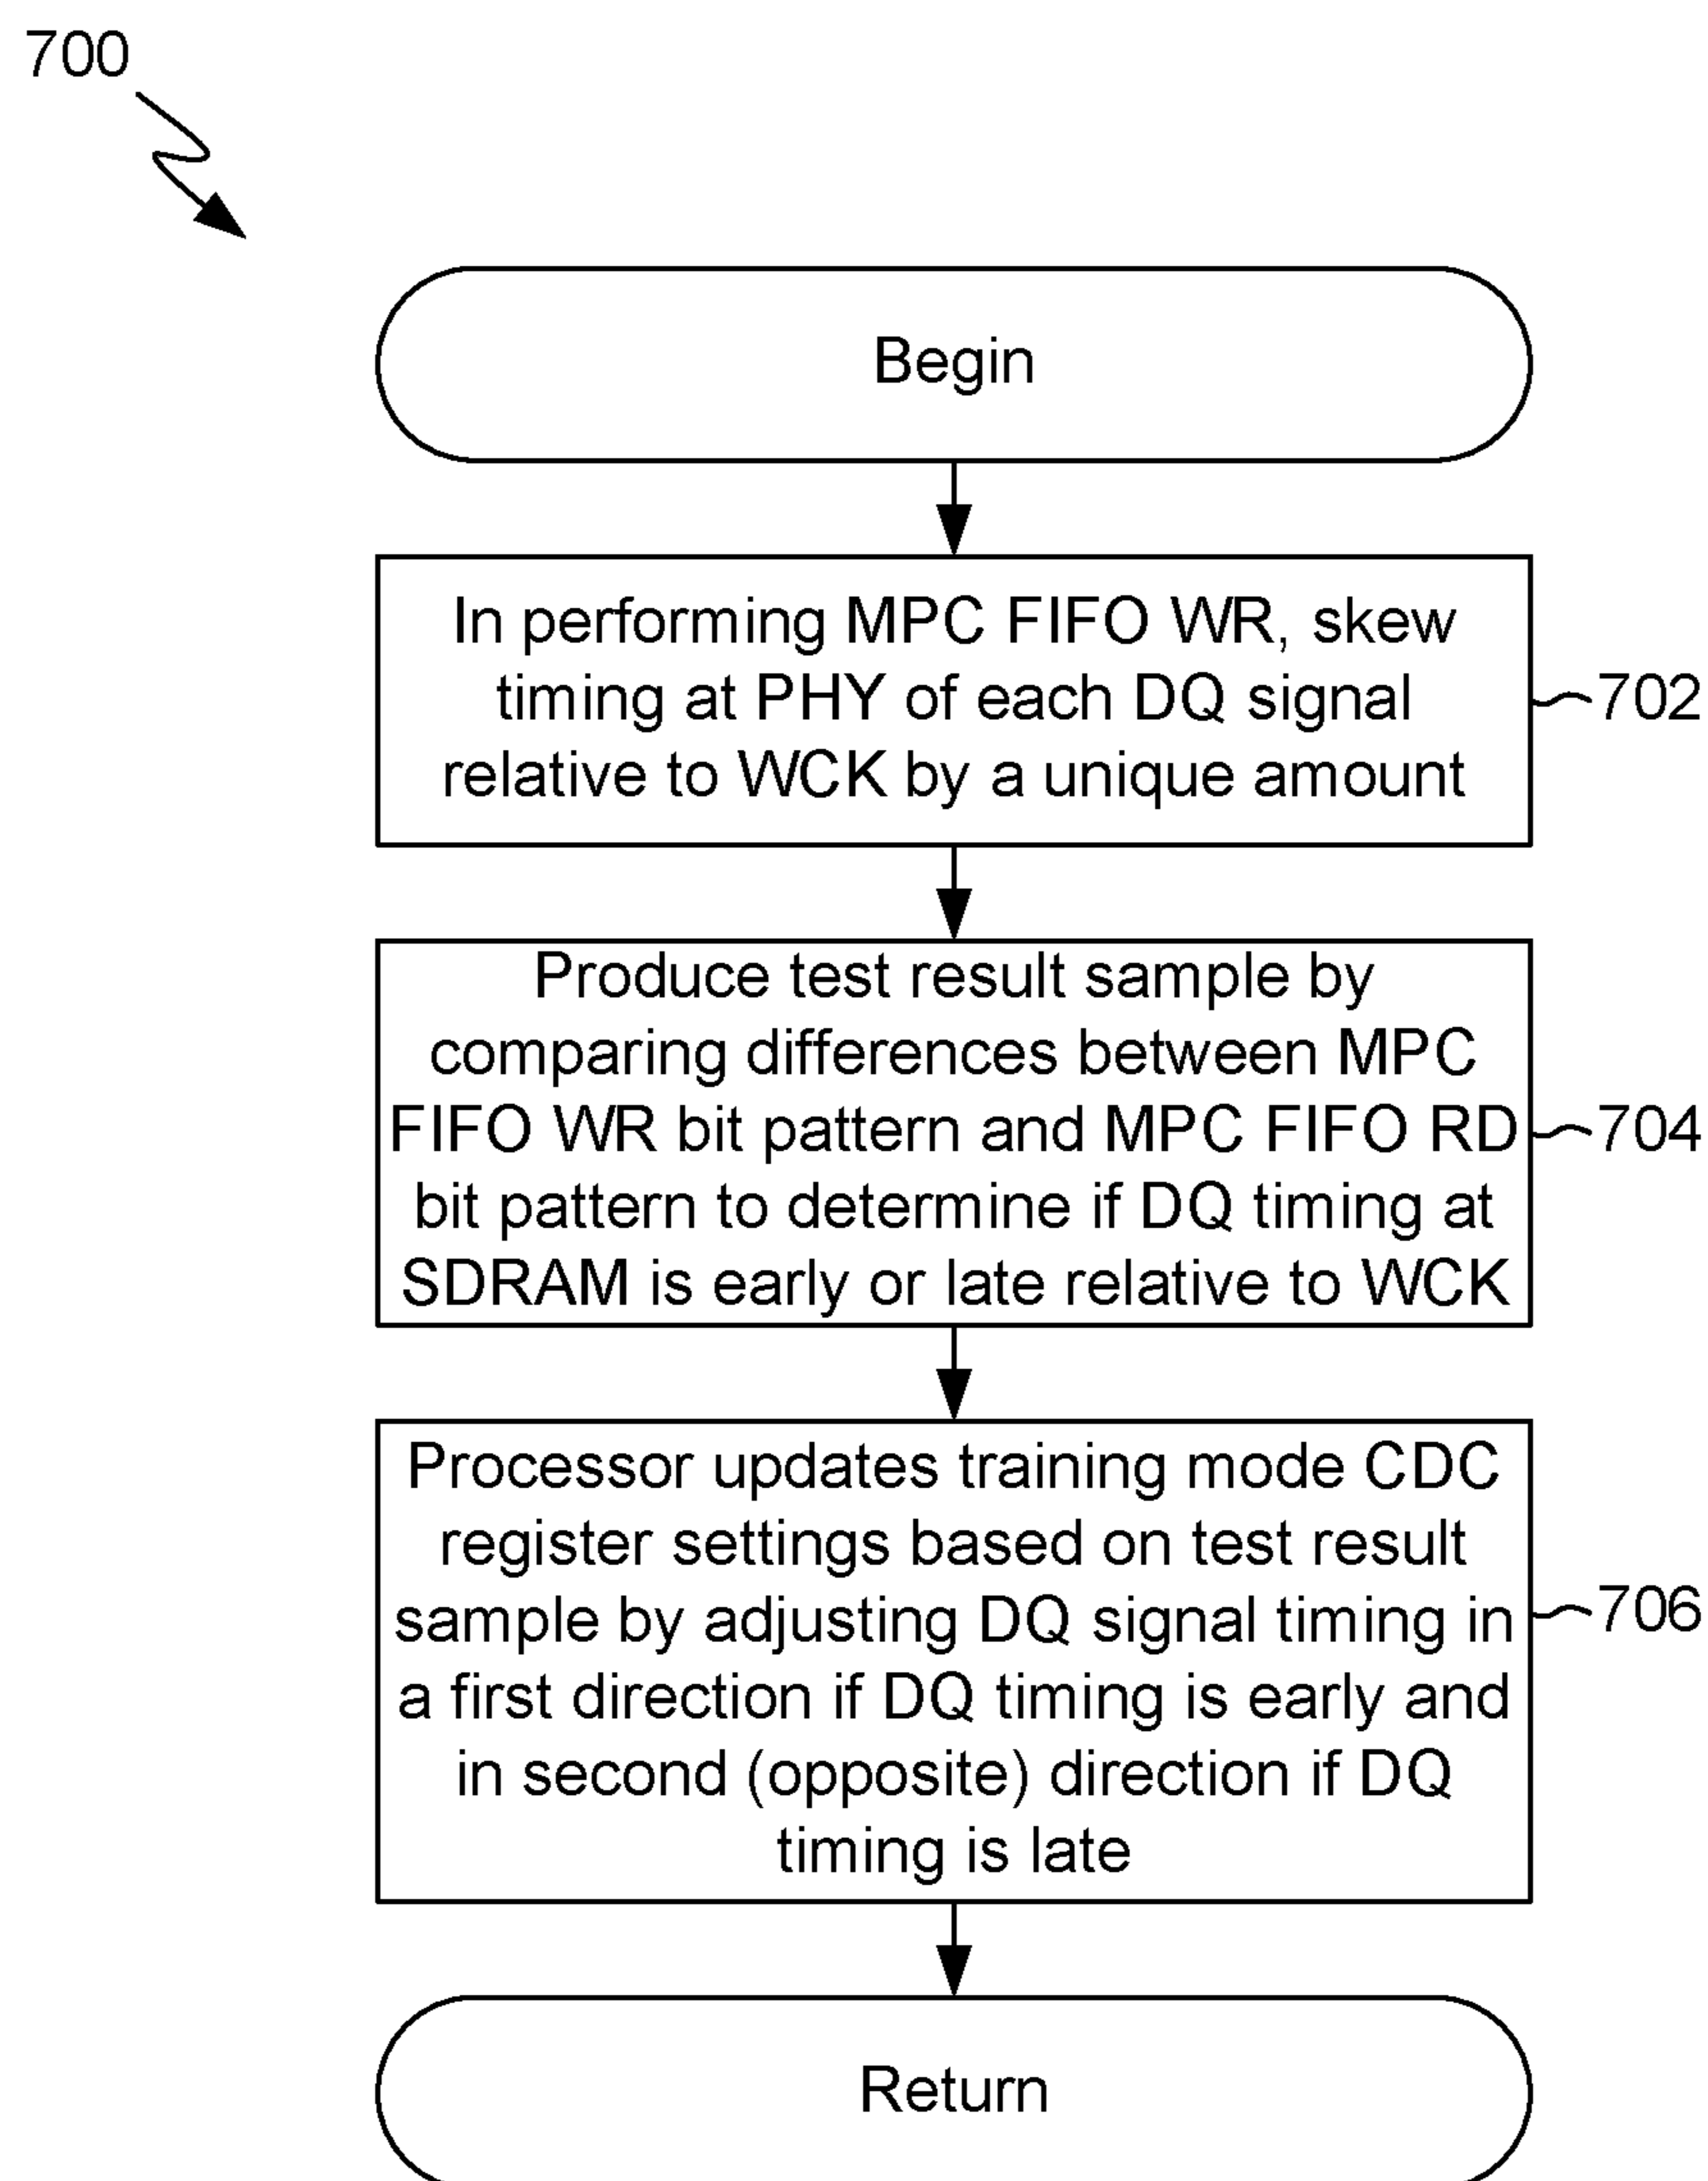 700
Begin
In performing MPC FIFO WR, skew
timing at PHY of each DQ signal
relative to WCK by a unique amount
702
Produce test result sample by
comparing differences between MPC
FIFO WR bit pattern and MPC FIFO RD
bit pattern to determine if DQ timing at
SDRAM is early or late relative to WCK
704
Processor updates training mode CDC
register settings based on test result
sample by adjusting DQ signal timing in
a first direction if DQ timing is early and
in second (opposite) direction if DQ
timing is late
706
Return